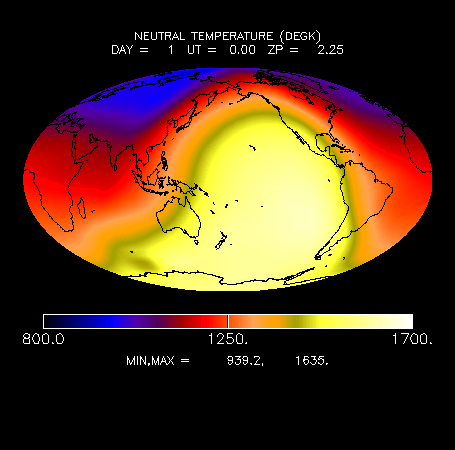 NEUTRAL TEMPERATURE (DEGK)
DAY = 1 UT = 0.00 ZP = 2.25
800.0 1250. 1700.
MIN,MAX = 939.2, 1635.